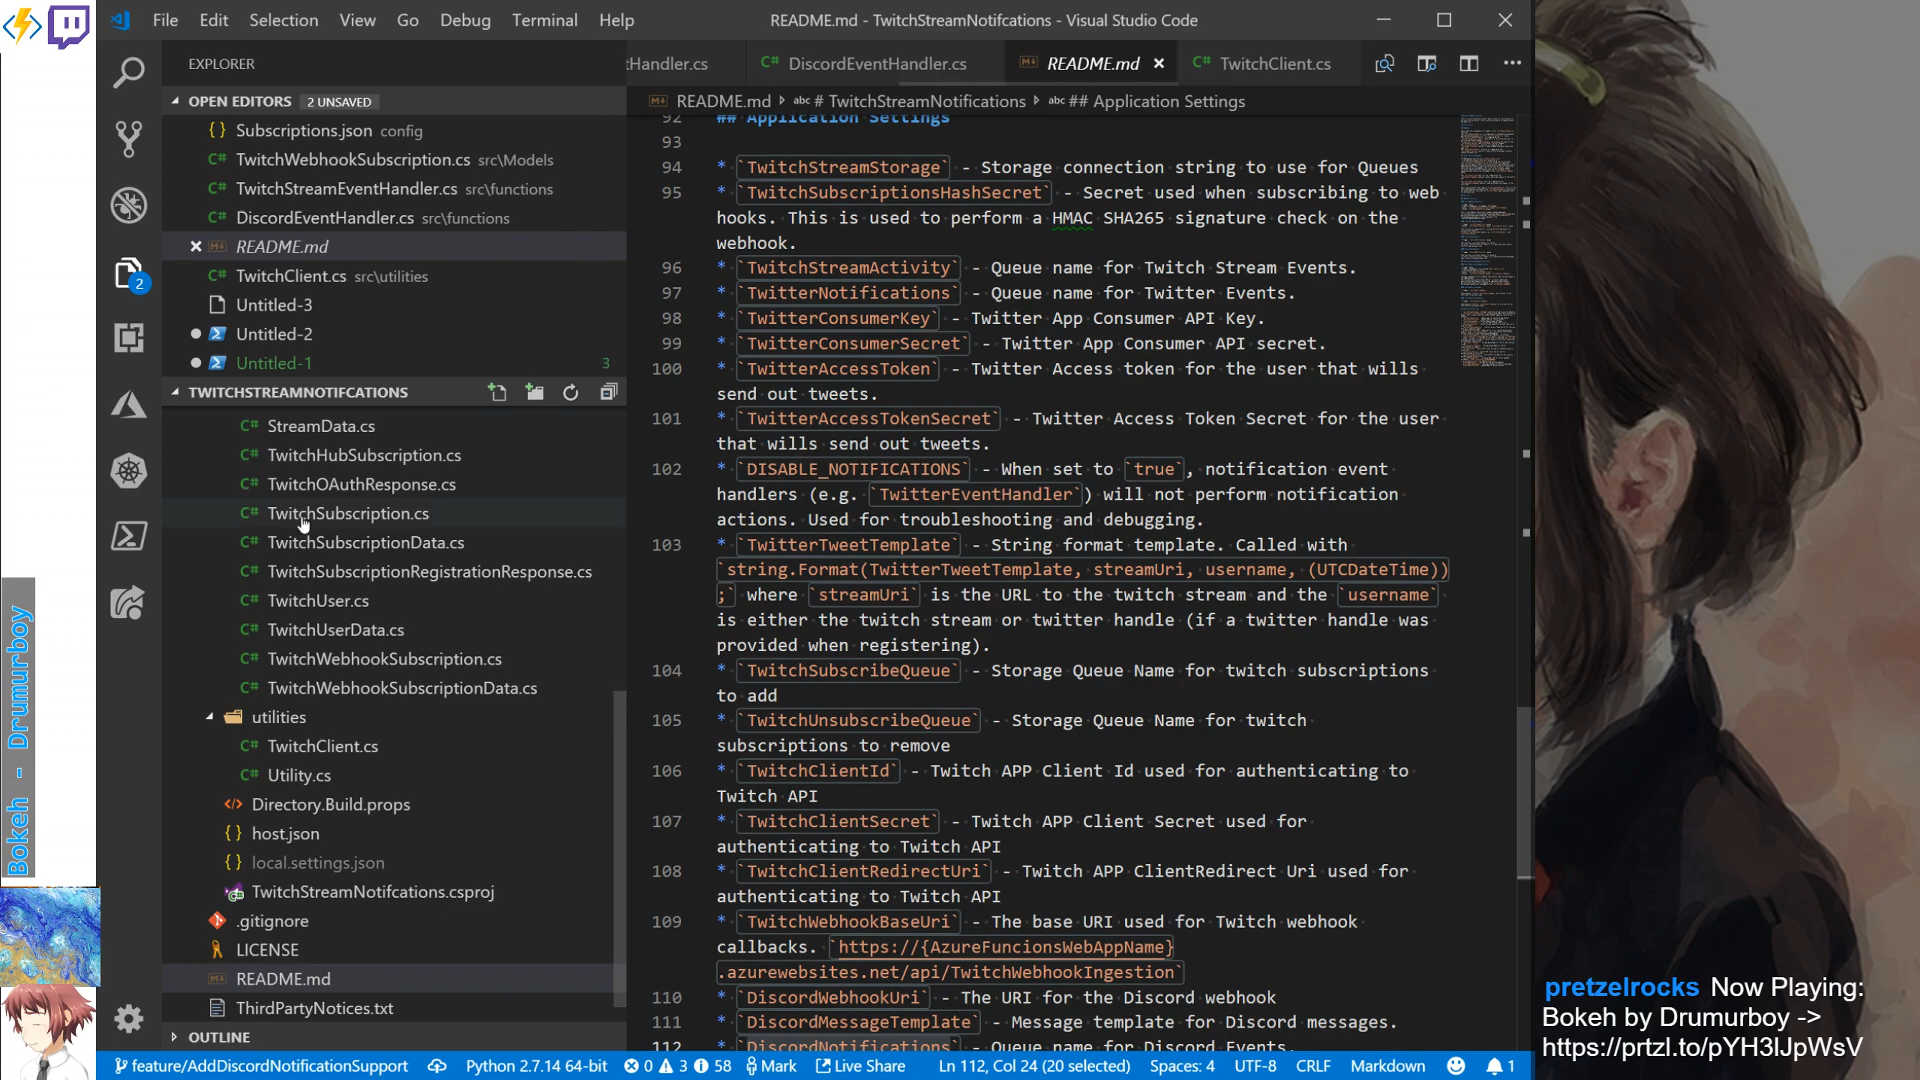 File Edit Selection View Go Debug Terminal Help
README.md - TwitchStreamNotifcations - Visual Studio Code
EXPLORER
OPEN EDITORS 2 UNSAVED
Subscriptions.json config
TwitchWebhookSubscription.cs src\Models
TwitchStreamEventHandler.cs src\functions
DiscordEventHandler.cs src\functions
README.md
TwitchClient.cs src\utilities
Untitled-3
Untitled-2
Untitled-1 3
2
TWITCHSTREAMNOTIFCATIONS
StreamData.cs
TwitchHubSubscription.cs
TwitchOAuthResponse.cs
TwitchSubscription.cs
TwitchSubscriptionData.cs
TwitchSubscriptionRegistrationResponse.cs
TwitchUser.cs
TwitchUserData.cs
TwitchWebhookSubscription.cs
TwitchWebhookSubscriptionData.cs
utilities
TwitchClient.cs
Utility.cs
Directory.Build.props
host.json
local.settings.json
TwitchStreamNotifcations.csproj
.gitignore
LICENSE
README.md
ThirdPartyNotices.txt
OUTLINE
tHandler.cs DiscordEventHandler.cs README.md TwitchClient.cs
README.md # TwitchStreamNotifications ## Application Settings
92 ## Application Settings
93
94 * `TwitchStreamStorage` - Storage connection string to use for Queues
95 * `TwitchSubscriptionsHashSecret` - Secret used when subscribing to web
hooks. This is used to perform a HMAC SHA265 signature check on the
webhook.
96 * `TwitchStreamActivity` - Queue name for Twitch Stream Events.
97 * `TwitterNotifications` - Queue name for Twitter Events.
98 * `TwitterConsumerKey` - Twitter App Consumer API Key.
99 * `TwitterConsumerSecret` - Twitter App Consumer API secret.
100 * `TwitterAccessToken` - Twitter Access token for the user that wills
send out tweets.
101 * `TwitterAccessTokenSecret` - Twitter Access Token Secret for the user
that wills send out tweets.
102 * `DISABLE_NOTIFICATIONS` - When set to `true`, notification event
handlers (e.g. `TwitterEventHandler`) will not perform notification
actions. Used for troubleshooting and debugging.
103 * `TwitterTweetTemplate` - String format template. Called with
`string.Format(TwitterTweetTemplate, streamUri, username, (UTCDateTime))
;` where `streamUri` is the URL to the twitch stream and the `username`
is either the twitch stream or twitter handle (if a twitter handle was
provided when registering).
104 * `TwitchSubscribeQueue` - Storage Queue Name for twitch subscriptions
to add
105 * `TwitchUnsubscribeQueue` - Storage Queue Name for twitch
subscriptions to remove
106 * `TwitchClientId` - Twitch APP Client Id used for authenticating to
Twitch API
107 * `TwitchClientSecret` - Twitch APP Client Secret used for
authenticating to Twitch API
108 * `TwitchClientRedirectUri` - Twitch APP ClientRedirect Uri used for
authenticating to Twitch API
109 * `TwitchWebhookBaseUri` - The base URI used for Twitch webhook
callbacks. `https://{AzureFuncionsWebAppName}
.azurewebsites.net/api/TwitchWebhookIngestion`
110 * `DiscordWebhookUri` - The URI for the Discord webhook
111 * `DiscordMessageTemplate` - Message template for Discord messages.
112 * `DiscordNotifications` - Queue name for Discord Events.
feature/AddDiscordNotificationSupport Python 2.7.14 64-bit 0 3 58 Mark Live Share Ln 112, Col 24 (20 selected) Spaces: 4 UTF-8 CRLF Markdown 1
Bokeh - Drumurboy
pretzelrocks Now Playing:
Bokeh by Drumurboy ->
https://prtzl.to/pYH3lJpWsV